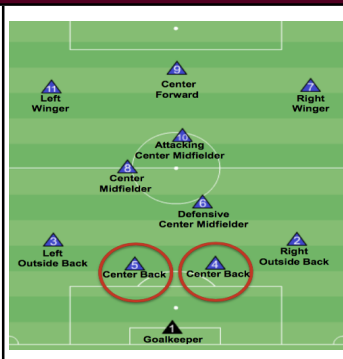 9
Center
Forward
11
Left
Winger
7
Right
Winger
10
Attacking
Center Midfielder
8
Center
Midfielder
6
Defensive
Center Midfielder
3
Left
Outside Back
5
Center Back
4
Center Back
2
Right
Outside Back
1
Goalkeeper